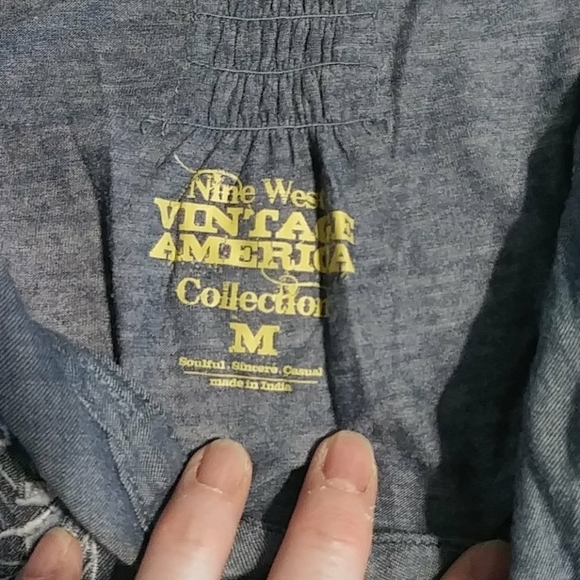 Nine West
VINTAGE
AMERICA
Collection
M
Soulful . Sincere . Casual
made in India